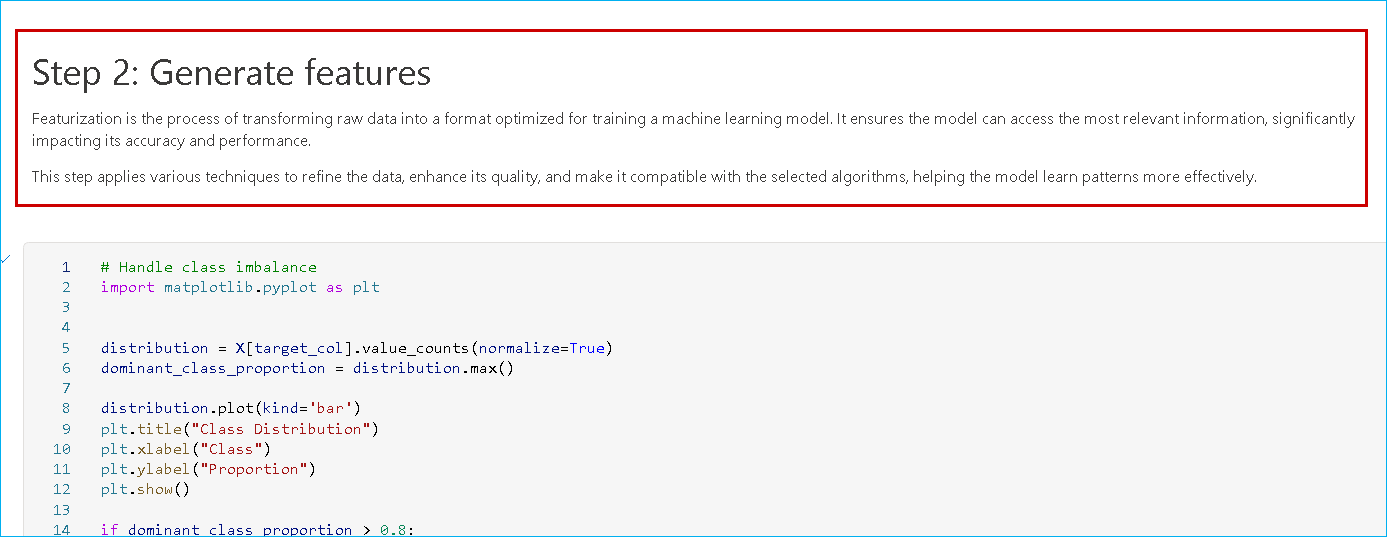 Step 2: Generate features
Featurization is the process of transforming raw data into a format optimized for training a machine learning model. It ensures the model can access the most relevant information, significantly
impacting its accuracy and performance.
This step applies various techniques to refine the data, enhance its quality, and make it compatible with the selected algorithms, helping the model learn patterns more effectively.
1 # Handle class imbalance
2 import matplotlib.pyplot as plt
3
4
5 distribution = X[target_col].value_counts(normalize=True)
6 dominant_class_proportion = distribution.max()
7
8 distribution.plot(kind='bar')
9 plt.title("Class Distribution")
10 plt.xlabel("Class")
11 plt.ylabel("Proportion")
12 plt.show()
13
14 if dominant_class_proportion > 0.8: